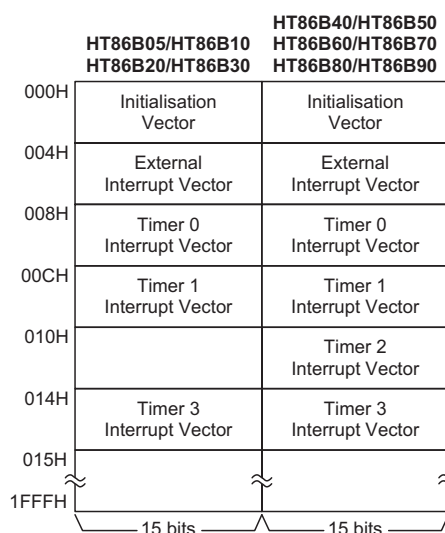 HT86B05/HT86B10
HT86B20/HT86B30
HT86B40/HT86B50
HT86B60/HT86B70
HT86B80/HT86B90
000H
Initialisation
Vector
Initialisation
Vector
004H
External
Interrupt Vector
External
Interrupt Vector
008H
Timer 0
Interrupt Vector
Timer 0
Interrupt Vector
00CH
Timer 1
Interrupt Vector
Timer 1
Interrupt Vector
010H
Timer 2
Interrupt Vector
014H
Timer 3
Interrupt Vector
Timer 3
Interrupt Vector
015H
1FFFH
15 bits
15 bits